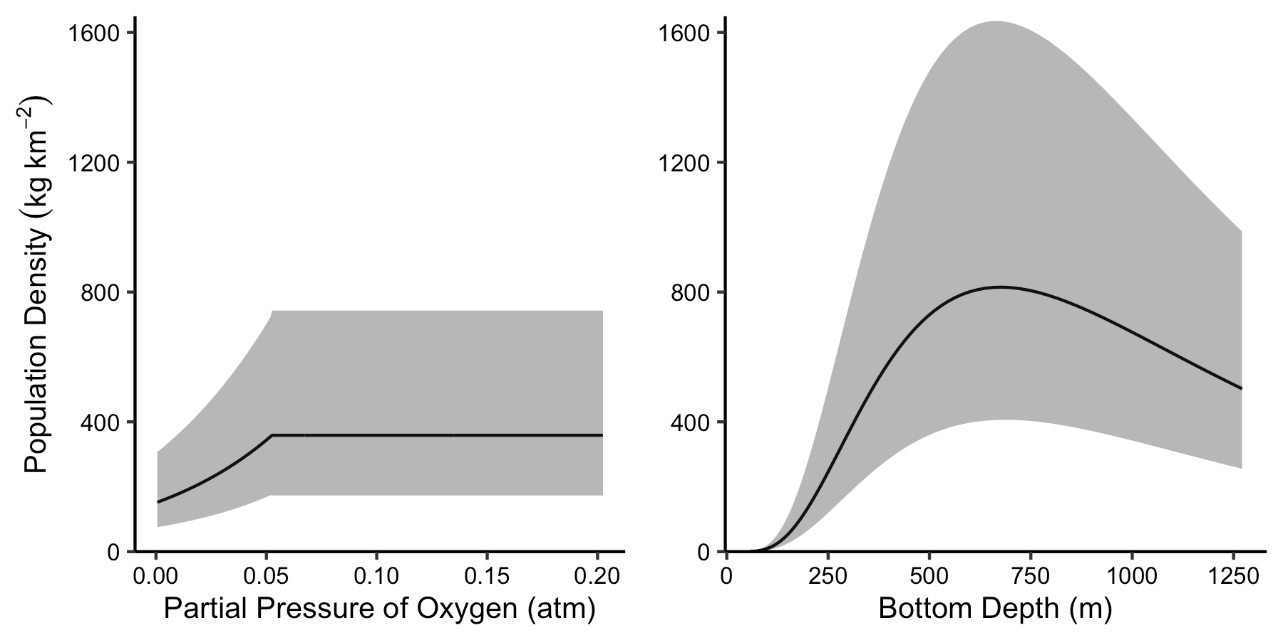 Population Density (kg km⁻²)
1600
1200
800
400
0
0.00 0.05 0.10 0.15 0.20
Partial Pressure of Oxygen (atm)
1600
1200
800
400
0
0 250 500 750 1000 1250
Bottom Depth (m)